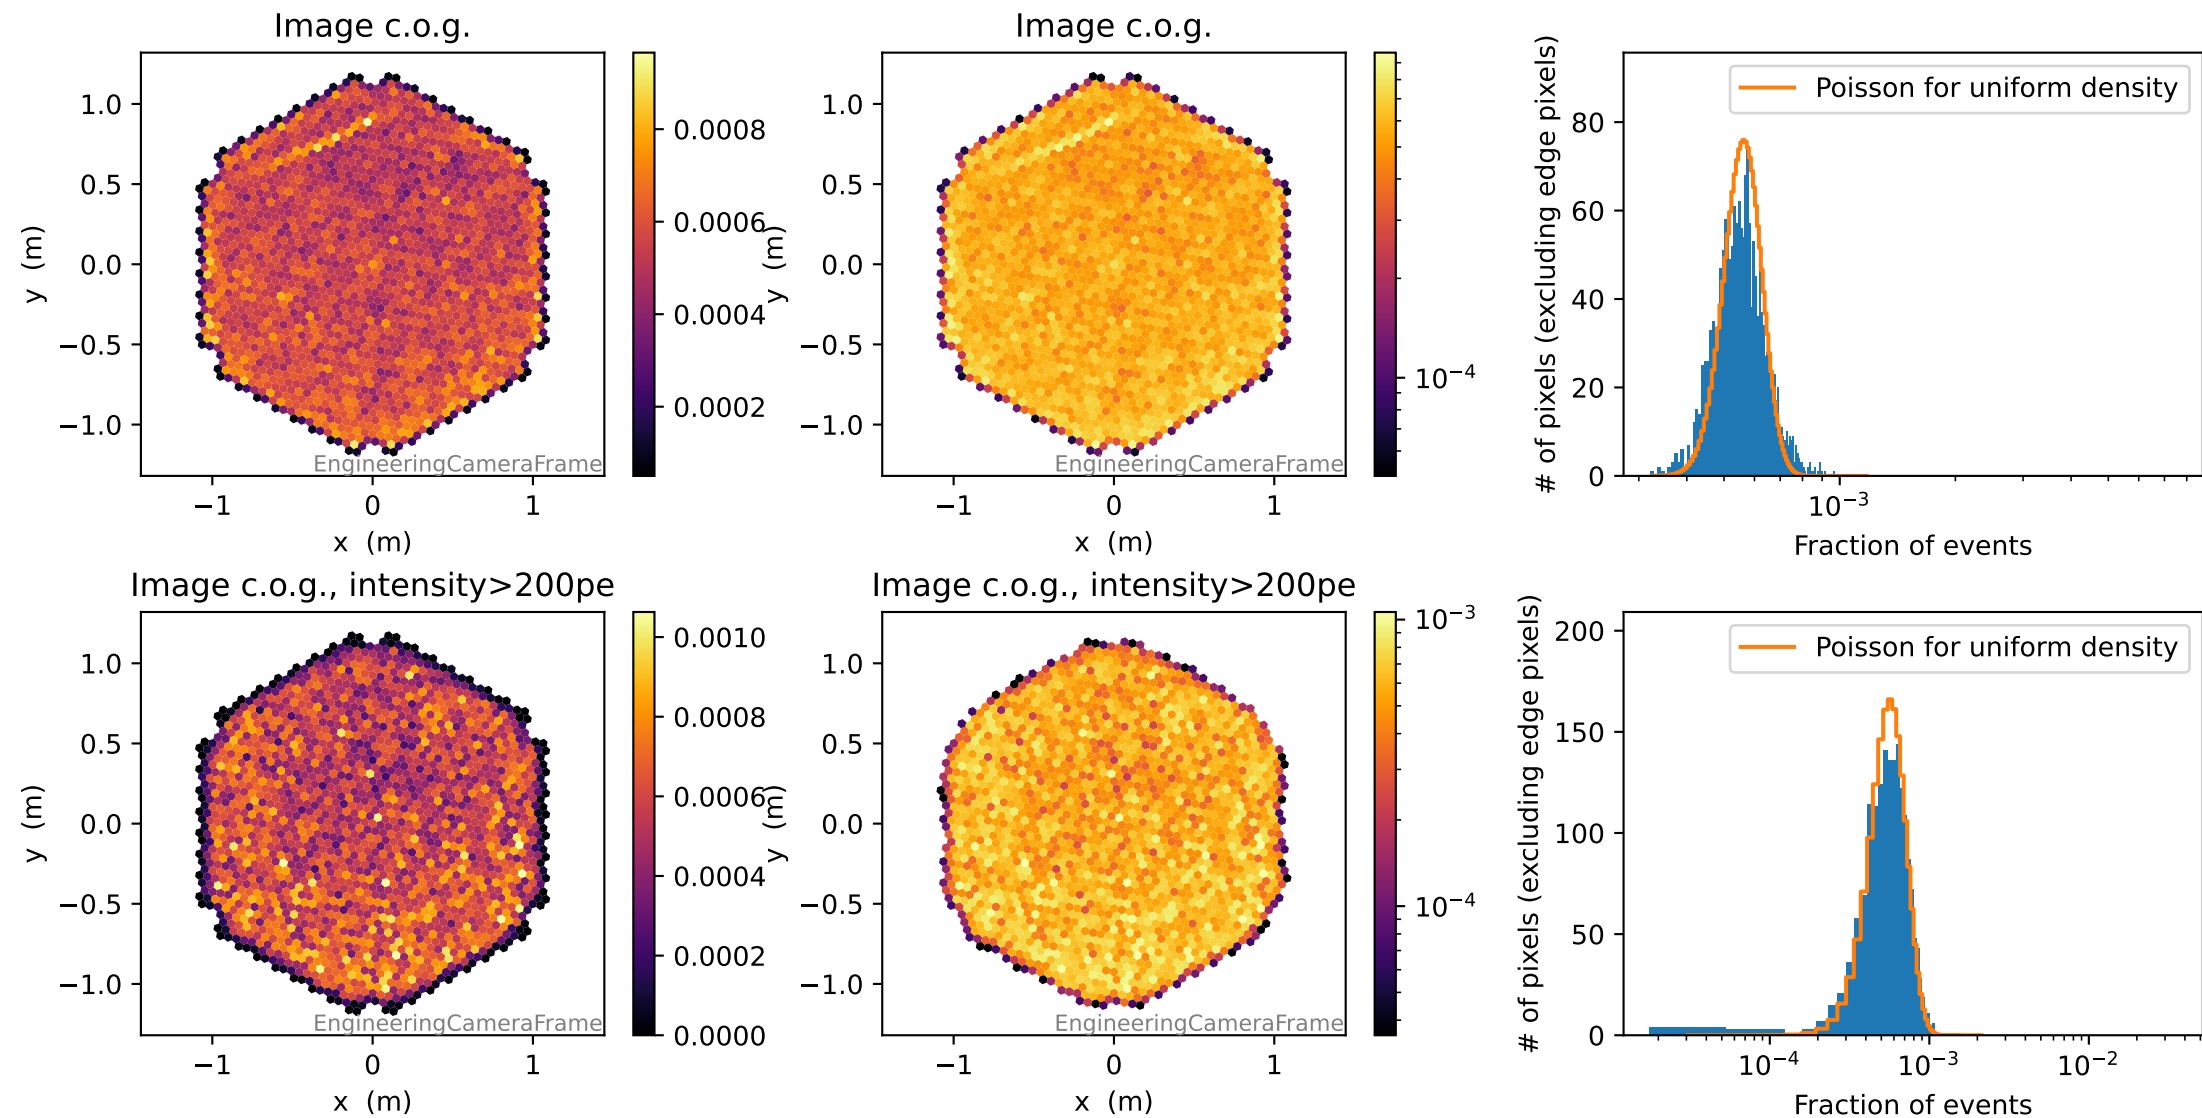 Image c.o.g.
1.0
0.5
0.0
−0.5
−1.0
y (m)
−1
0
1
x (m)
EngineeringCameraFrame
0.0008
0.0006
0.0004
0.0002
Image c.o.g.
1.0
0.5
0.0
−0.5
−1.0
y (m)
−1
0
1
x (m)
EngineeringCameraFrame
10⁻⁴
# of pixels (excluding edge pixels)
80
60
40
20
0
Poisson for uniform density
10⁻³
Fraction of events
Image c.o.g., intensity>200pe
1.0
0.5
0.0
−0.5
−1.0
y (m)
−1
0
1
x (m)
EngineeringCameraFrame
0.0010
0.0008
0.0006
0.0004
0.0002
0.0000
Image c.o.g., intensity>200pe
1.0
0.5
0.0
−0.5
−1.0
y (m)
−1
0
1
x (m)
EngineeringCameraFrame
10⁻³
10⁻⁴
# of pixels (excluding edge pixels)
200
150
100
50
0
Poisson for uniform density
10⁻⁴
10⁻³
10⁻²
Fraction of events